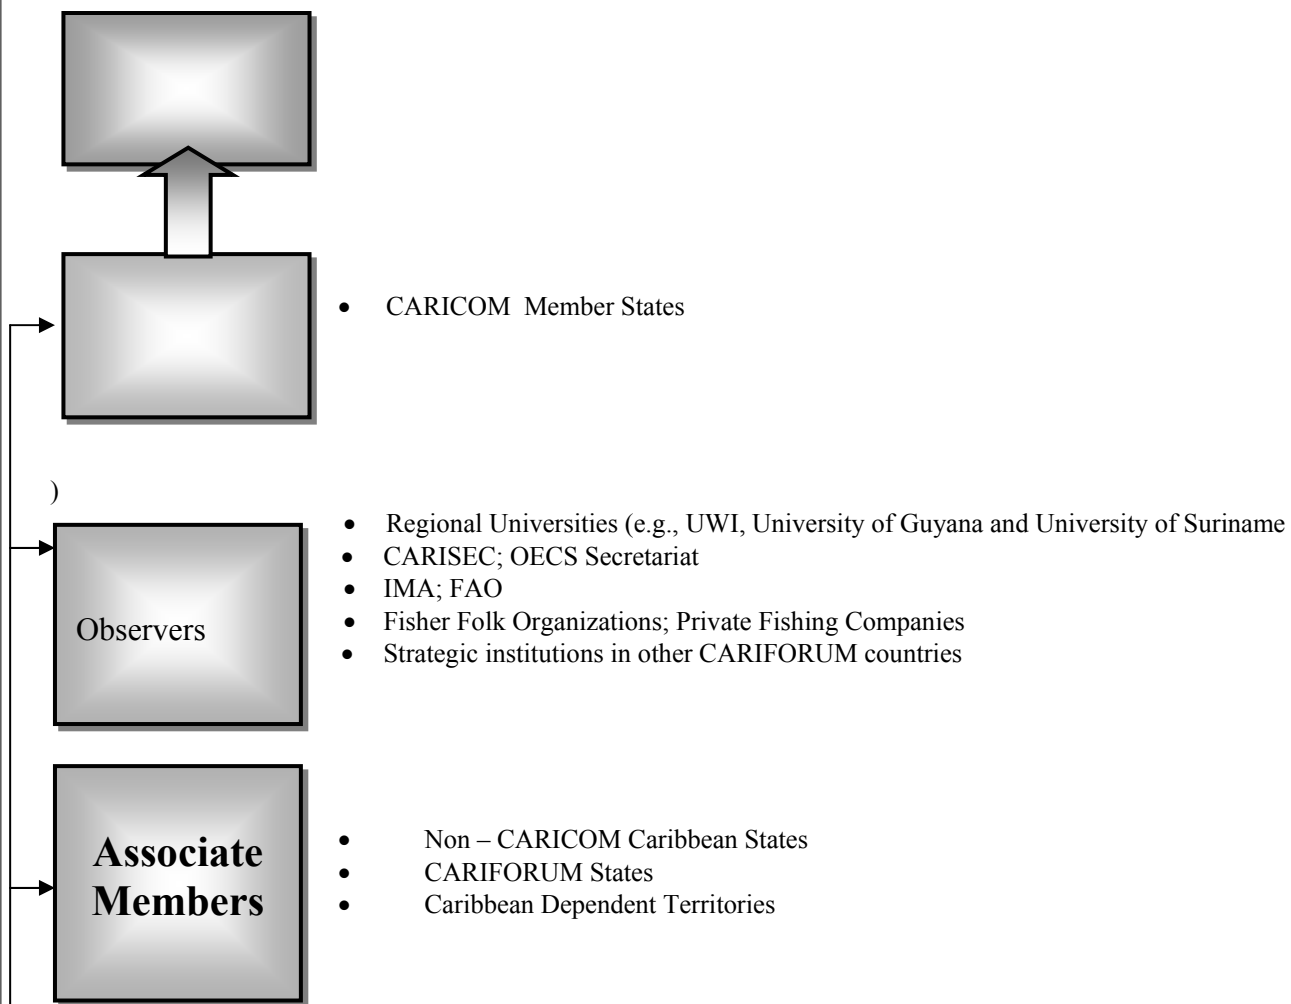 • CARICOM  Member States
)
• Regional Universities (e.g., UWI, University of Guyana and University of Suriname
• CARISEC; OECS Secretariat
• IMA; FAO
• Fisher Folk Organizations; Private Fishing Companies
• Strategic institutions in other CARIFORUM countries
Observers
Associate
Members
• Non – CARICOM Caribbean States
• CARIFORUM States
• Caribbean Dependent Territories